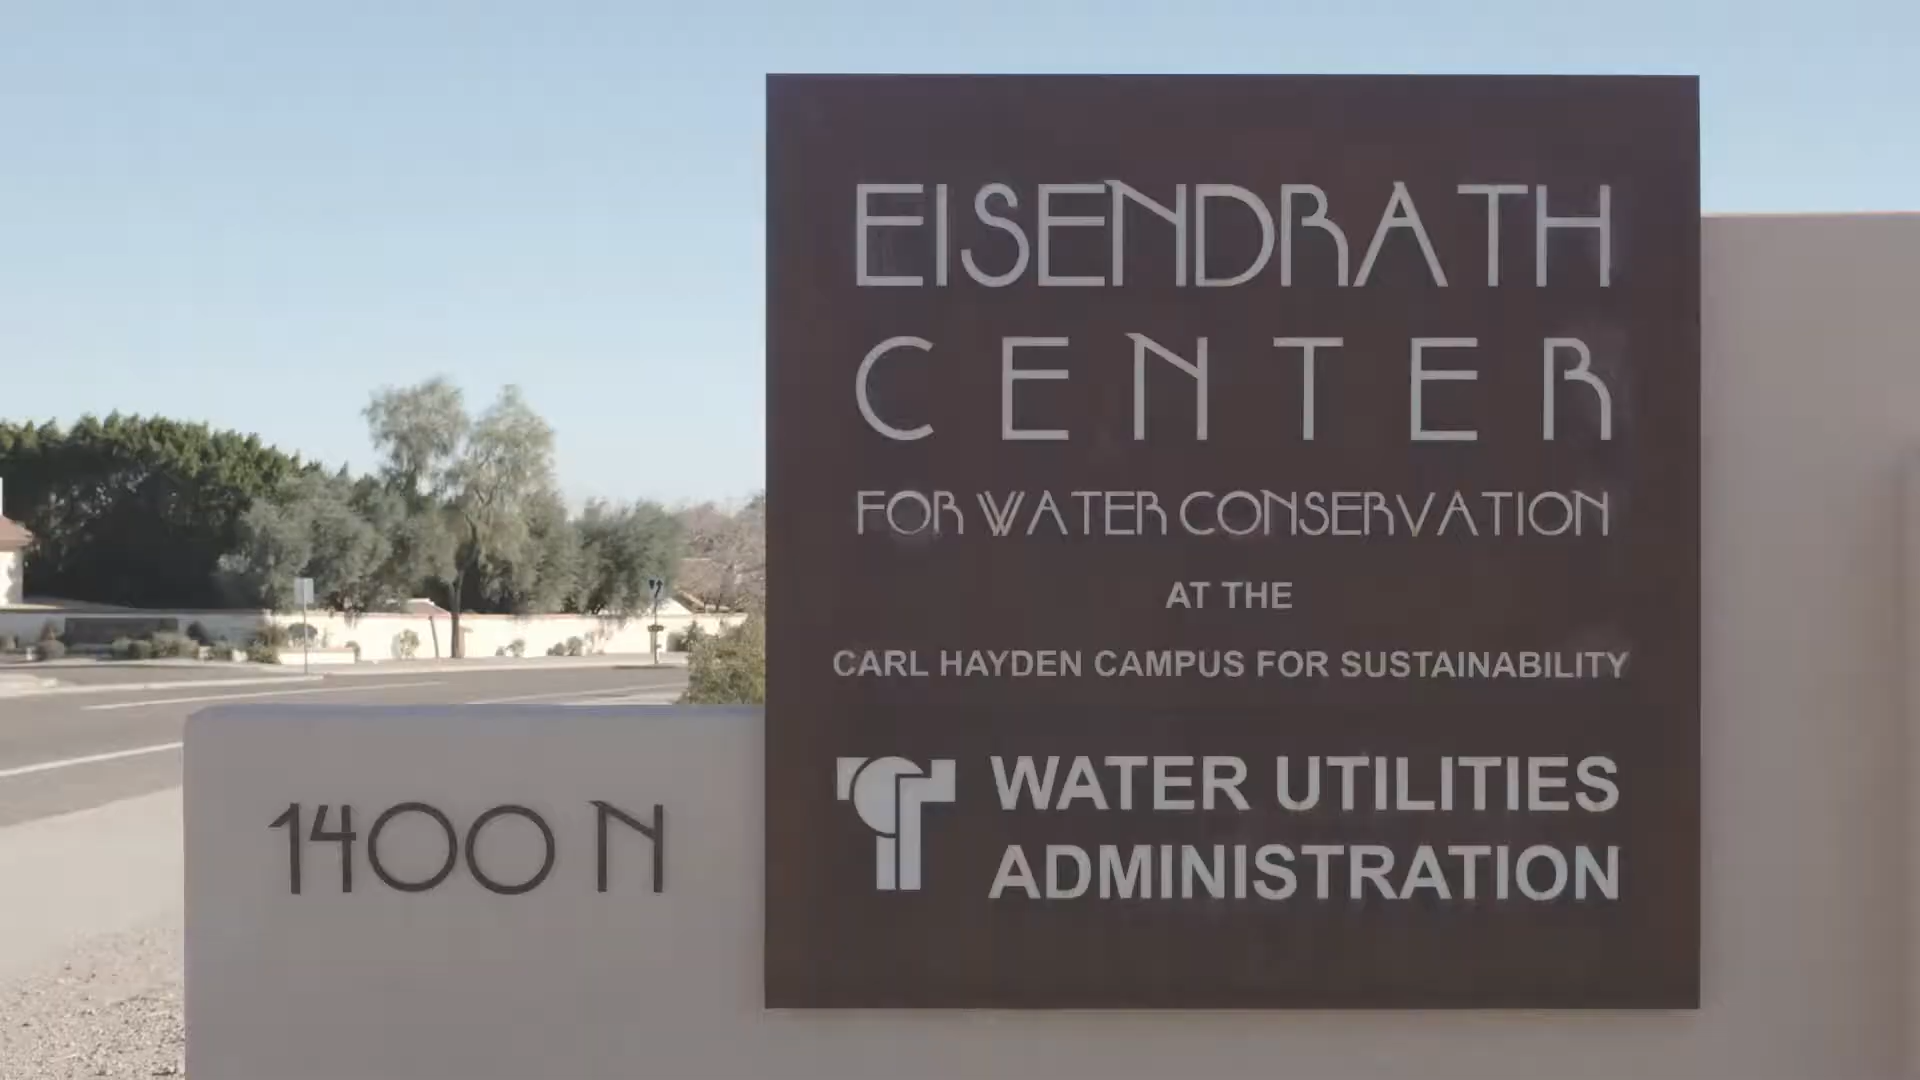 EISENDRATH
CENTER
FOR WATER CONSERVATION
AT THE
CARL HAYDEN CAMPUS FOR SUSTAINABILITY
WATER UTILITIES
ADMINISTRATION
1400 N